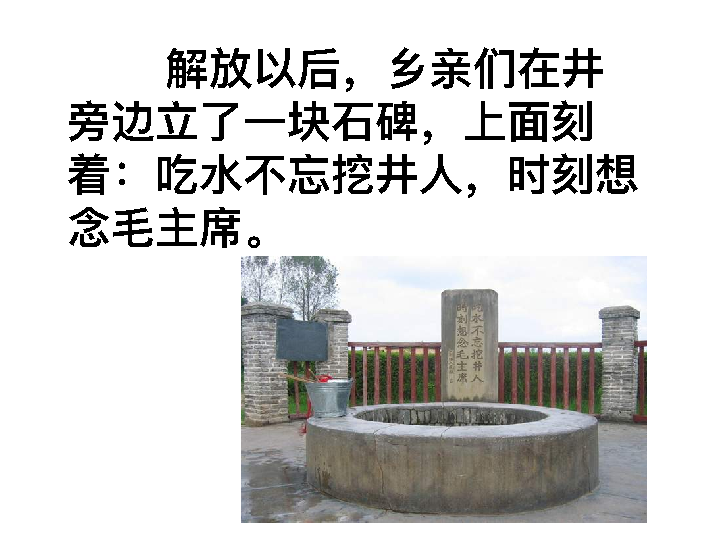 解放以后，乡亲们在井
旁边立了一块石碑，上面刻
着：吃水不忘挖井人，时刻想
念毛主席。
吃水不忘挖井人
时刻想念毛主席